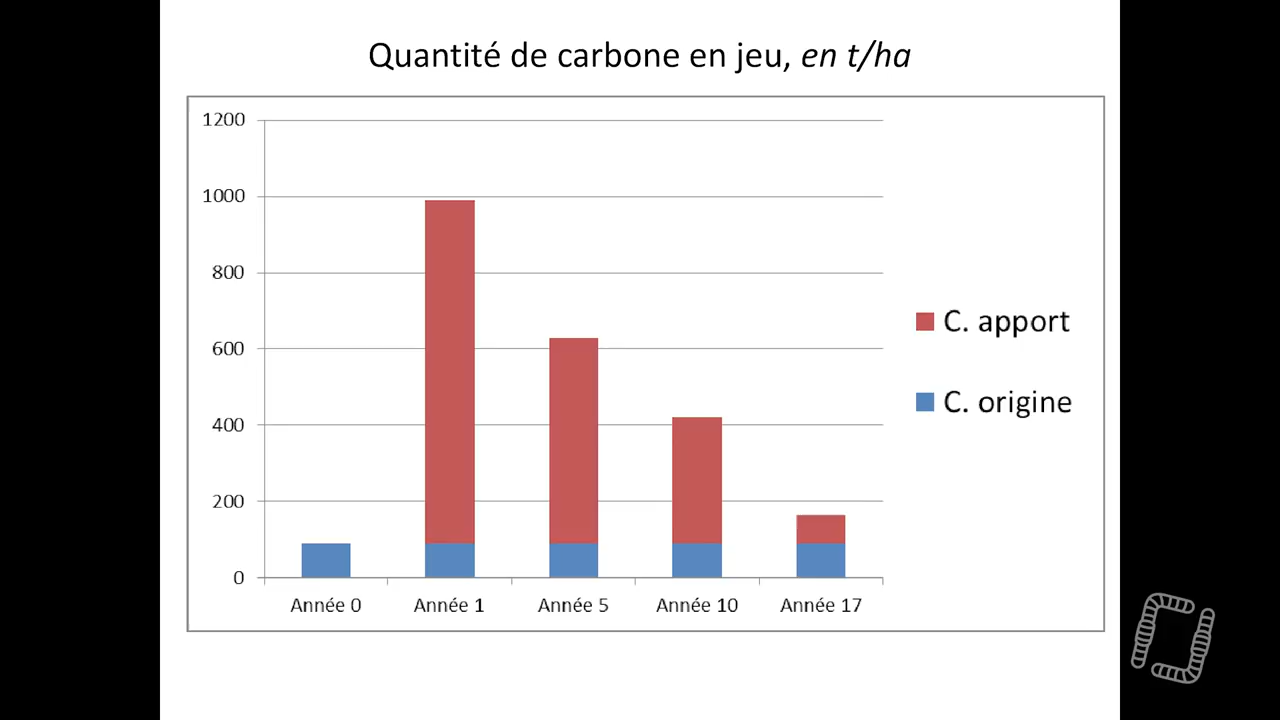 Quantité de carbone en jeu, en t/ha
1200
1000
800
600
400
200
0
Année 0 Année 1 Année 5 Année 10 Année 17
C. apport
C. origine